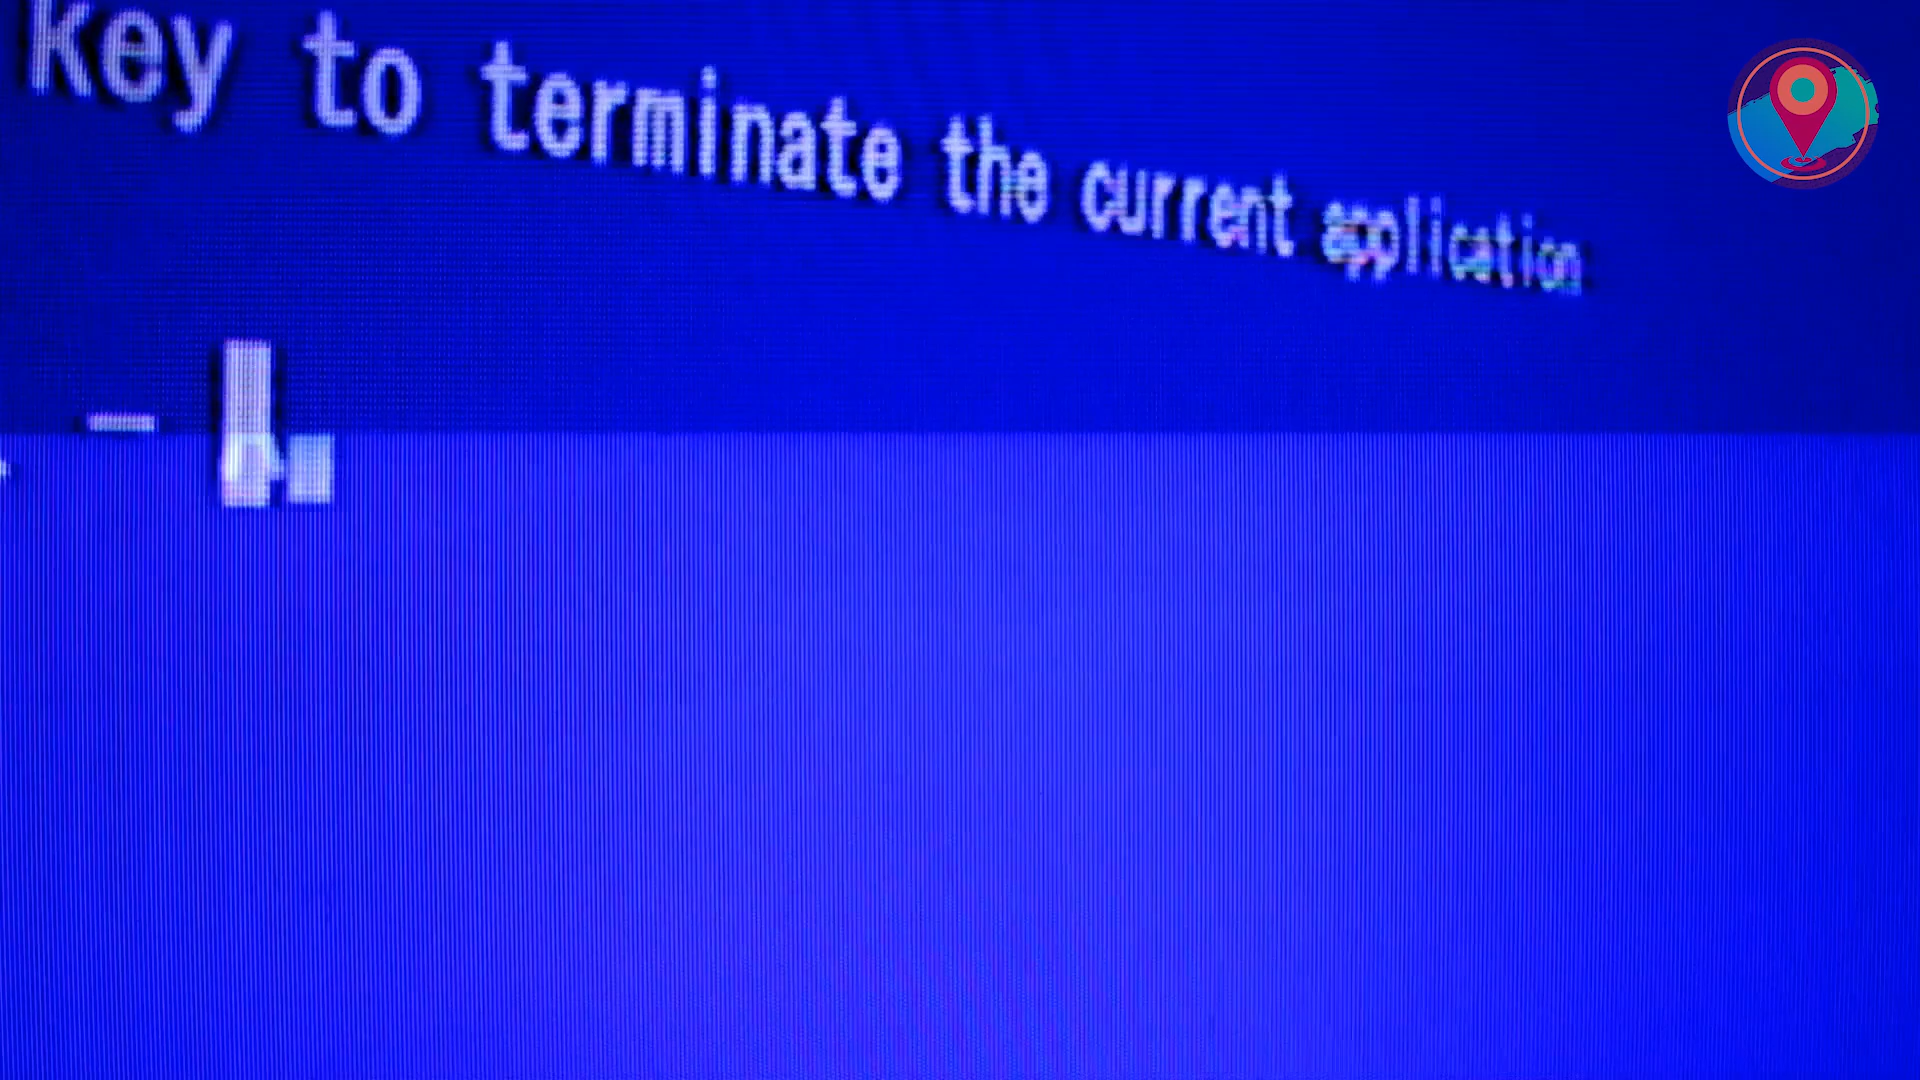 key to terminate the current application